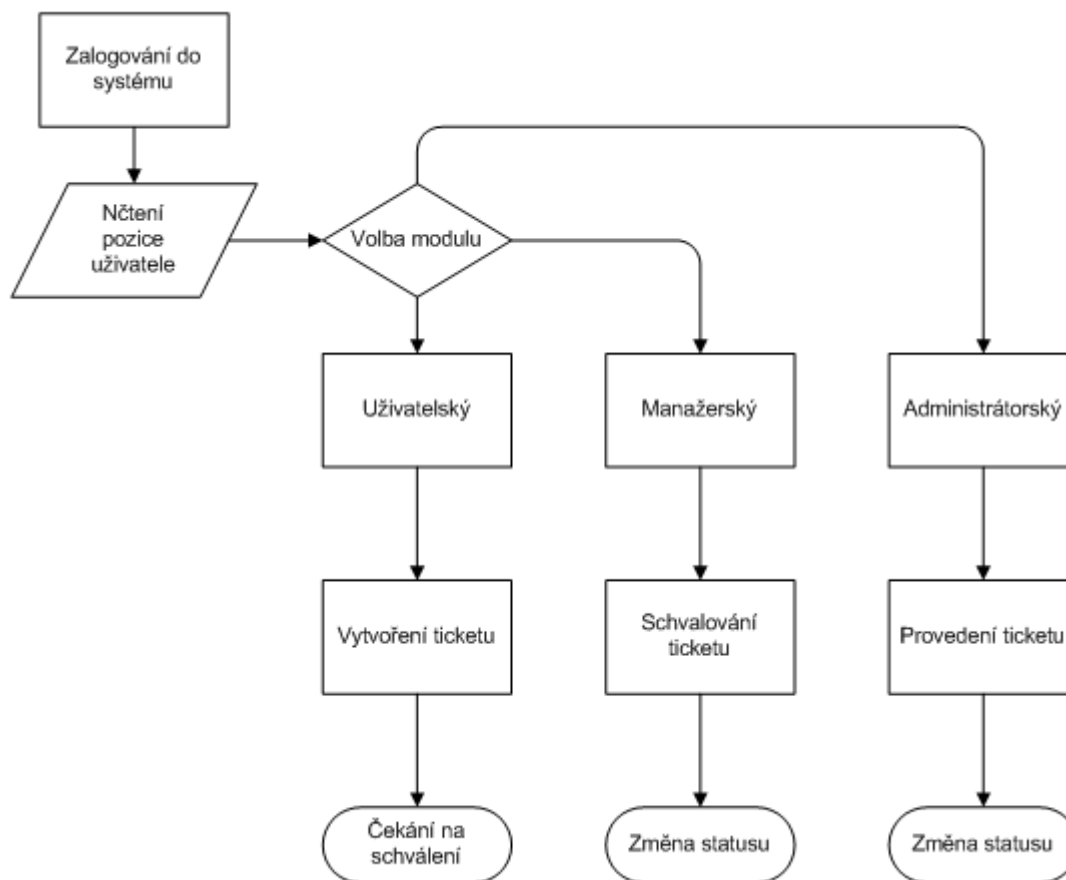 Zalogování do
systému
Nčtení
pozice
uživatele
Volba modulu
Uživatelský
Manažerský
Administrátorský
Vytvoření ticketu
Schvalování
ticketu
Provedení ticketu
Čekání na
schválení
Změna statusu
Změna statusu